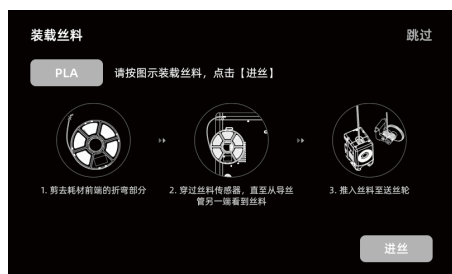 装载丝料
跳过
PLA
请按图示装载丝料，点击【进丝】
1. 剪去耗材前端的折弯部分
2. 穿过丝料传感器，直至从导丝
管另一端看到丝料
3. 推入丝料至送丝轮
进丝